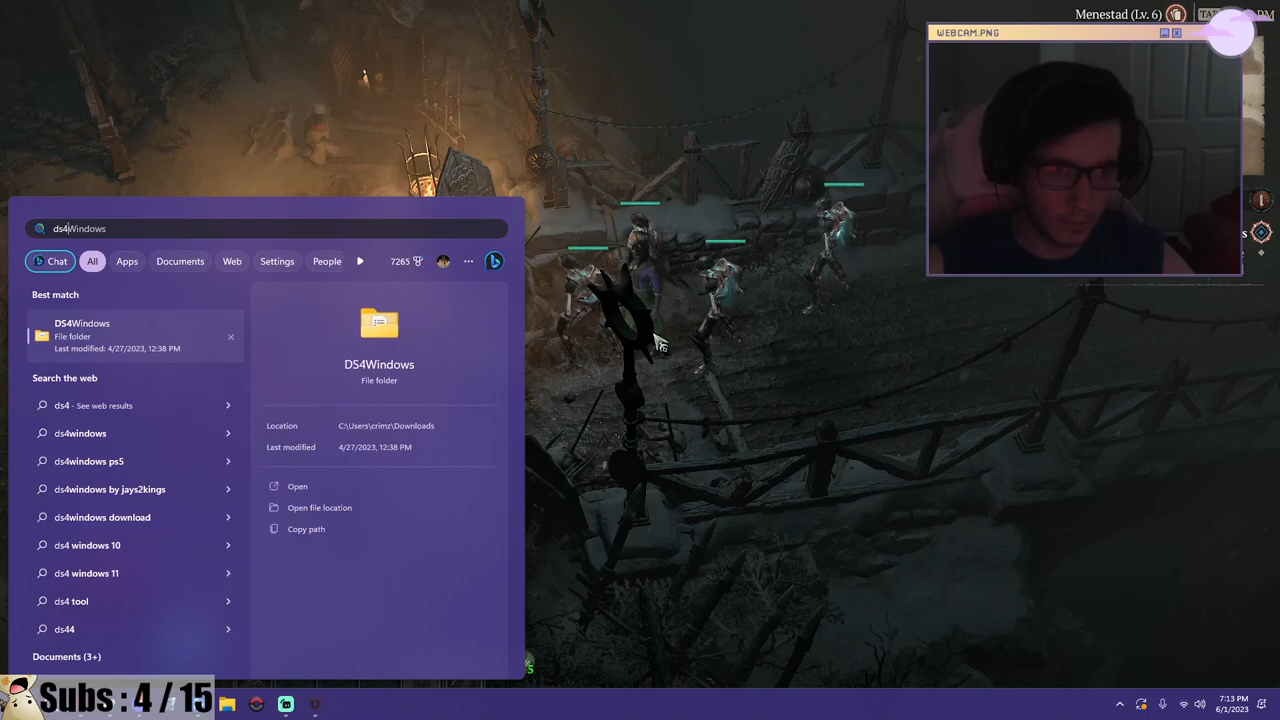 Menestad (Lv. 6)
WEBCAM.PNG
ds4Windows
Chat
All
Apps
Documents
Web
Settings
People
7265
Best match
DS4Windows
File folder
Last modified: 4/27/2023, 12:38 PM
Search the web
ds4 - See web results
ds4windows
ds4windows ps5
ds4windows by jays2kings
ds4windows download
ds4 windows 10
ds4 windows 11
ds4 tool
ds44
Documents (3+)
DS4Windows
File folder
Location C:\Users\crimz\Downloads
Last modified 4/27/2023, 12:38 PM
Open
Open file location
Copy path
Subs : 4 / 15
7:13 PM
6/1/2023